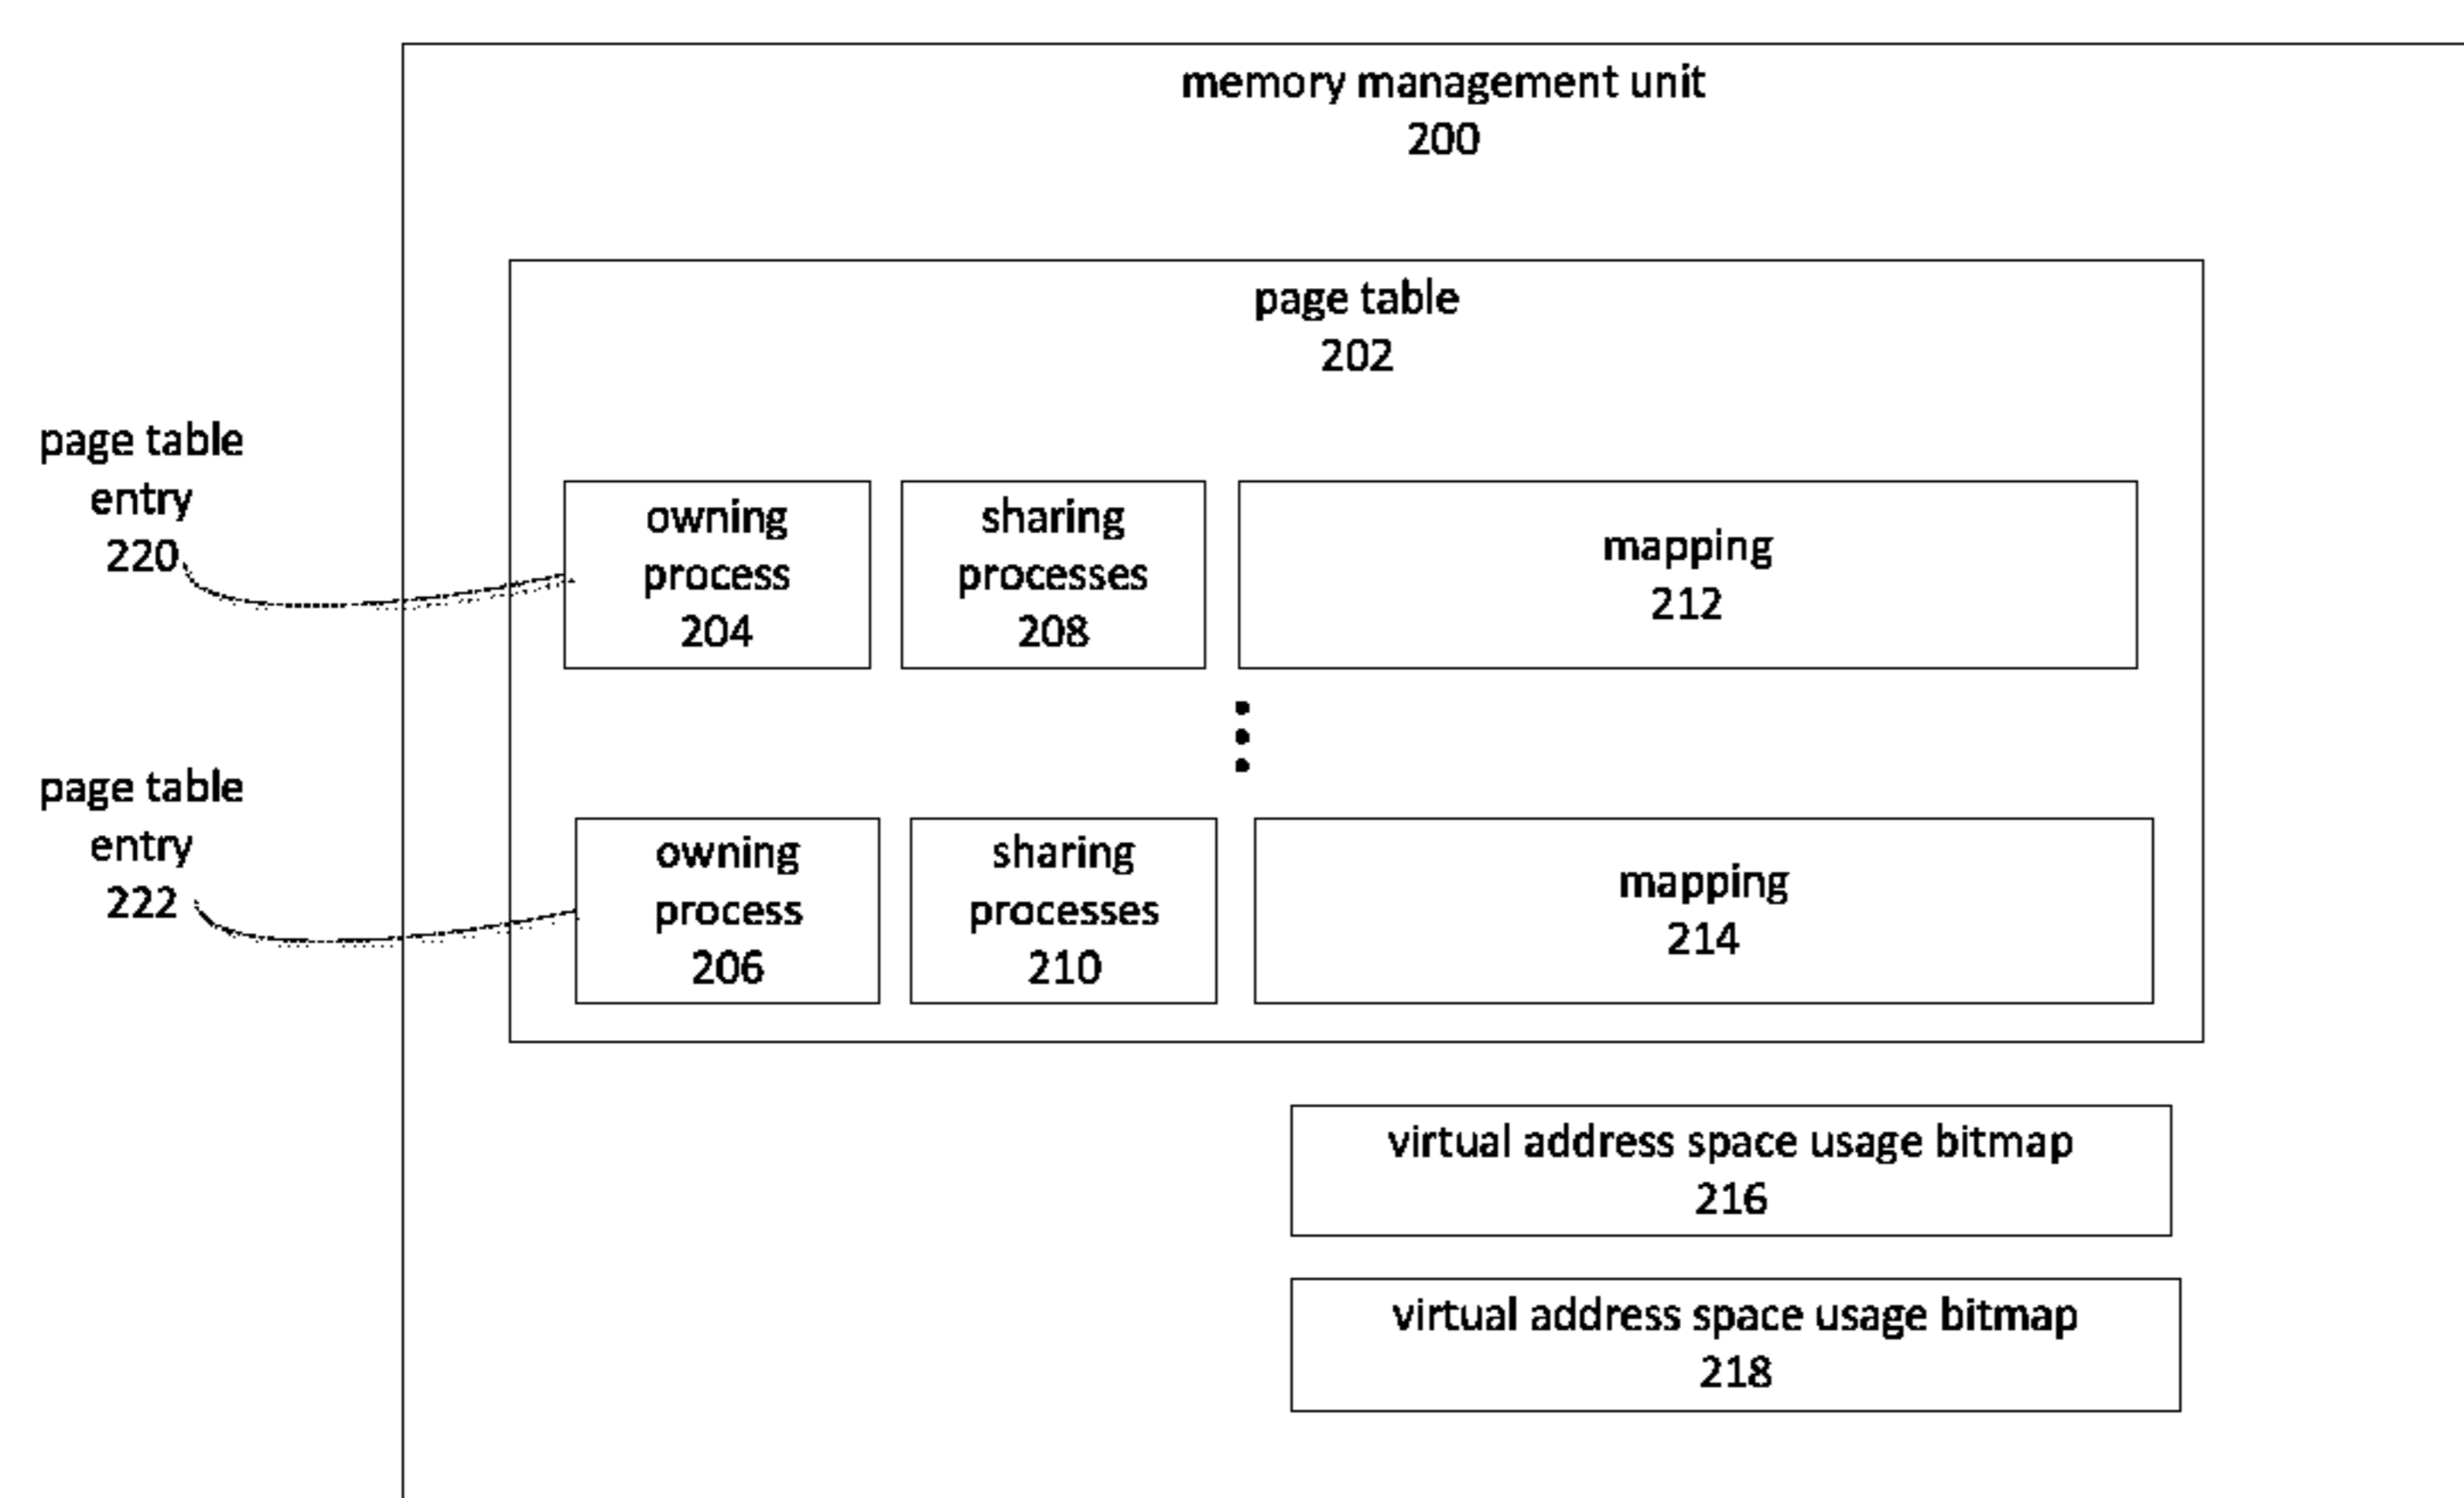 memory management unit
200
page table
202
page table
entry
220
owning
process
204
sharing
processes
208
mapping
212
page table
entry
222
owning
process
206
sharing
processes
210
mapping
214
virtual address space usage bitmap
216
virtual address space usage bitmap
218